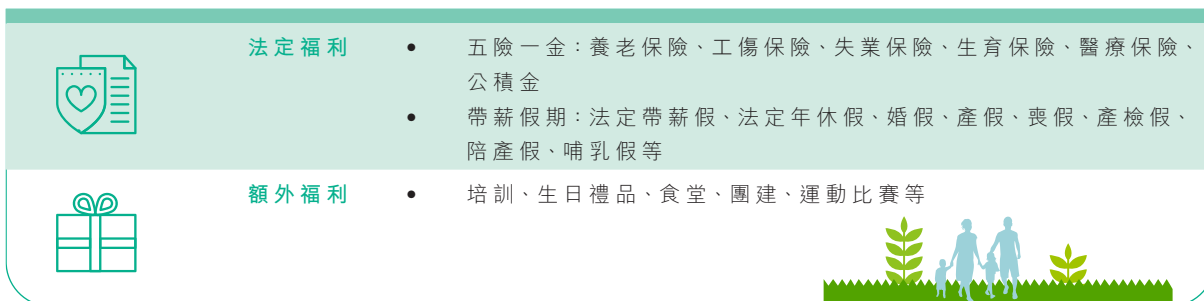 法定福利 • 五險一金：養老保險、工傷保險、失業保險、生育保險、醫療保險、
公積金
• 帶薪假期：法定帶薪假、法定年休假、婚假、產假、喪假、產檢假、
陪產假、哺乳假等
額外福利 • 培訓、生日禮品、食堂、團建、運動比賽等